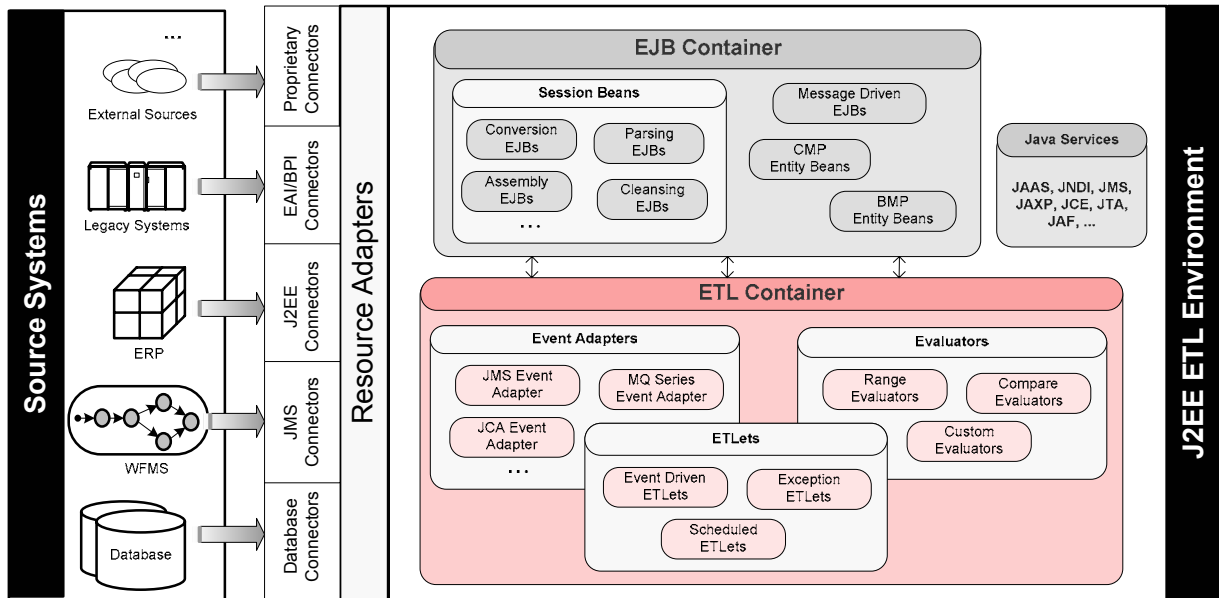 Source Systems
...
External Sources
Legacy Systems
ERP
WFMS
Database
Proprietary
Connectors
EAI/BPI
Connectors
J2EE
Connectors
JMS
Connectors
Database
Connectors
Resource Adapters
EJB Container
Session Beans
Conversion
EJBs
Parsing
EJBs
Assembly
EJBs
Cleansing
EJBs
...
Message Driven
EJBs
CMP
Entity Beans
BMP
Entity Beans
Java Services
JAAS, JNDI, JMS,
JAXP, JCE, JTA,
JAF, ...
ETL Container
Event Adapters
JMS Event
Adapter
MQ Series
Event Adapter
JCA Event
Adapter
...
Evaluators
Range
Evaluators
Compare
Evaluators
Custom
Evaluators
ETLets
Event Driven
ETLets
Exception
ETLets
Scheduled
ETLets
J2EE ETL Environment